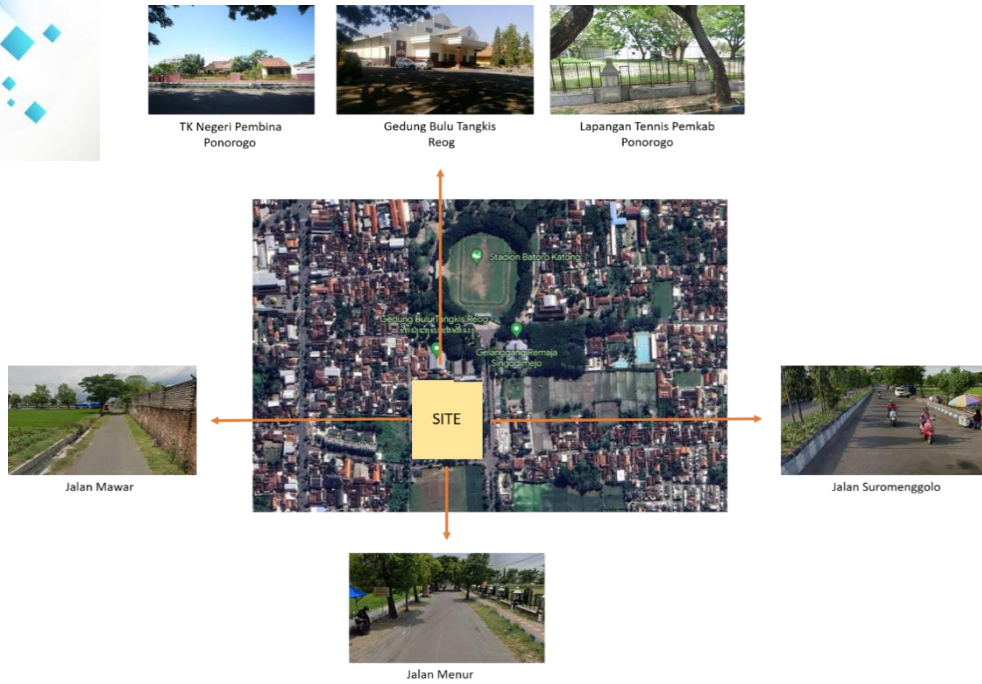 TK Negeri Pembina
Ponorogo
Gedung Bulu Tangkis
Reog
Lapangan Tennis Pemkab
Ponorogo
Stadion Batoro Katong
Gedung Bulu Tangkis Reog
Gelanggang Remaja
Singodimejo
SITE
Jalan Mawar
Jalan Suromenggolo
Jalan Menur